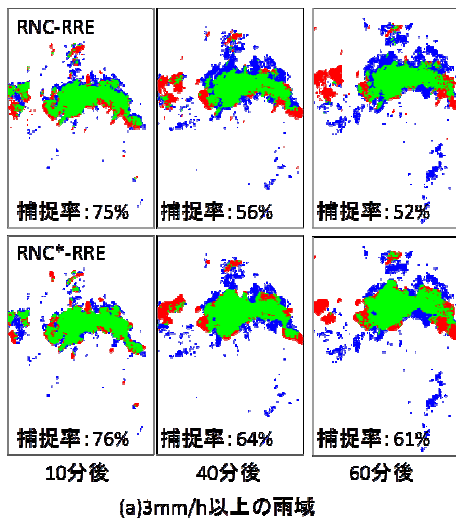 RNC-RRE
捕捉率:75%
捕捉率:56%
捕捉率:52%
RNC*-RRE
捕捉率:76%
捕捉率:64%
捕捉率:61%
10分後
40分後
60分後
(a)3mm/h以上の雨域